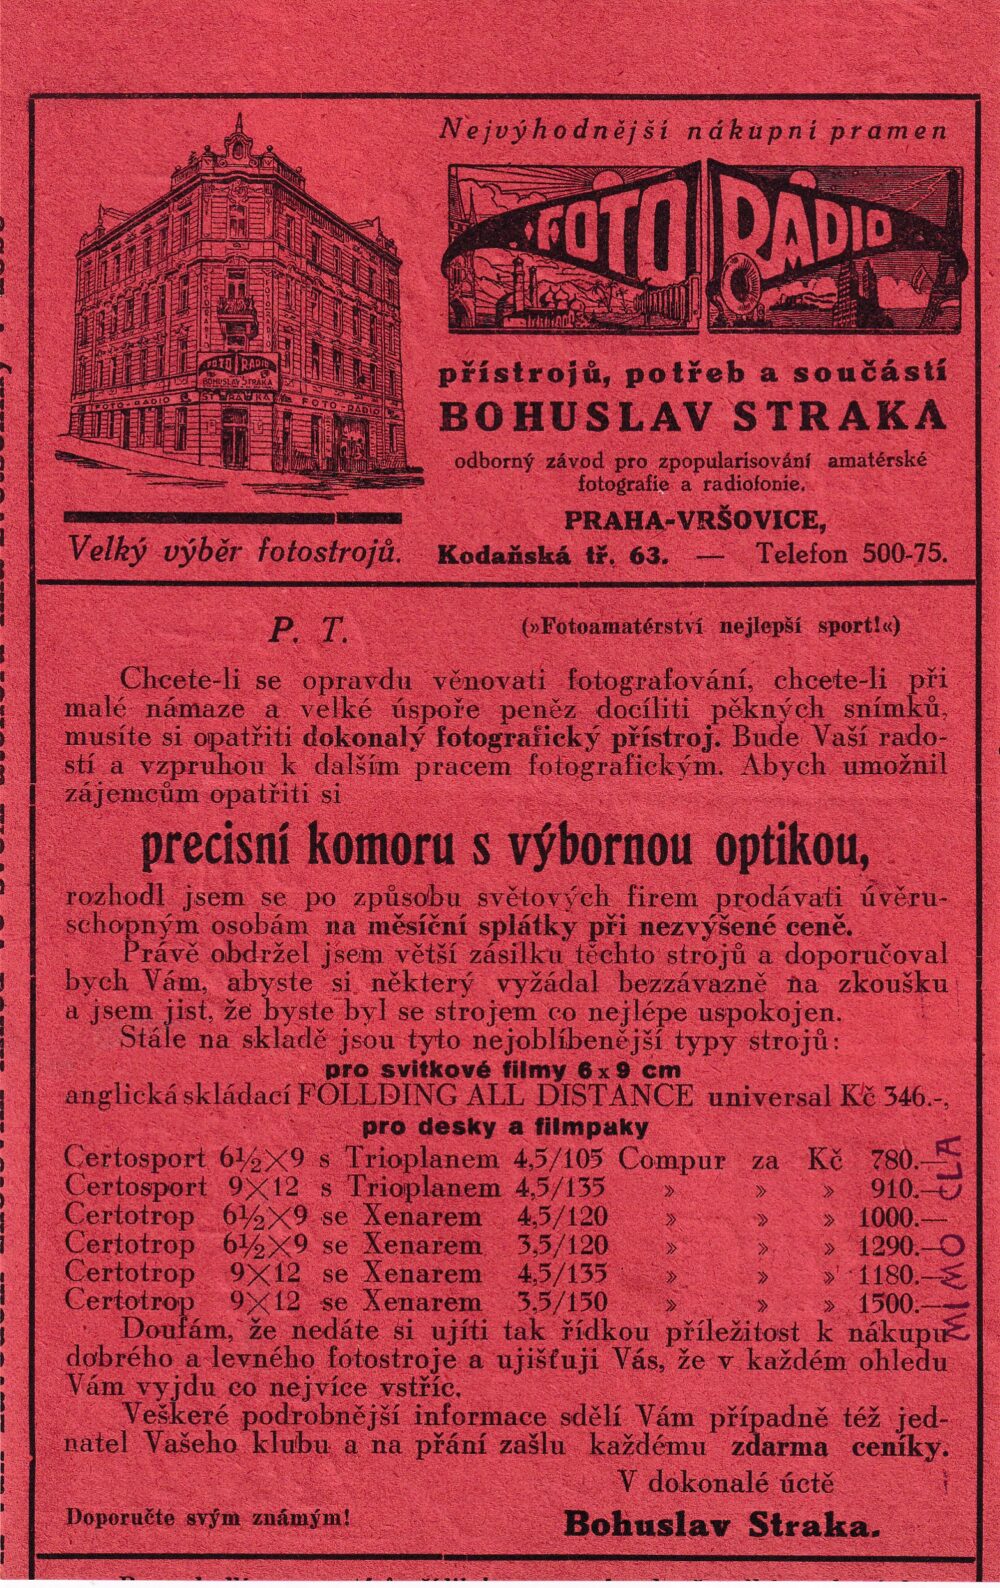 Nejvýhodnější nákupní pramen
FOTO RADIO
přístrojů, potřeb a součástí
BOHUSLAV STRAKA
odborný závod pro zpopularisování amatérské
fotografie a radiofonie.
PRAHA-VRŠOVICE,
Kodaňská tř. 63. — Telefon 500-75.
FOTO RADIO
BOHUSLAV STRAKA
STRAKA
FOTO-RADIO
FOTO-RADIO
Velký výběr fotostrojů.
P. T. (»Fotoamatérství nejlepší sport!«)
Chcete-li se opravdu věnovati fotografování, chcete-li při
malé námaze a velké úspoře peněz docíliti pěkných snímků,
musíte si opatřiti dokonalý fotografický přístroj. Bude Vaší rado-
stí a vzpruhou k dalším pracem fotografickým. Abych umožnil
zájemcům opatřiti si
precisní komoru s výbornou optikou,
rozhodl jsem se po způsobu světových firem prodávati úvěru-
schopným osobám na měsíční splátky při nezvýšené ceně.
Právě obdržel jsem větší zásilku těchto strojů a doporučoval
bych Vám, abyste si některý vyžádal bezzávazně na zkoušku
a jsem jist, že byste byl se strojem co nejlépe uspokojen.
Stále na skladě jsou tyto nejoblíbenější typy strojů:
pro svitkové filmy 6 x 9 cm
anglická skládací FOLLDING ALL DISTANCE universal Kč 346.-,
pro desky a filmpaky
Certosport 6½×9 s Trioplanem 4,5/105 Compur za Kč 780.—
Certosport 9×12 s Trioplanem 4,5/135 » » » 910.—
Certotrop 6½×9 se Xenarem 4,5/120 » » » 1000.—
Certotrop 6½×9 se Xenarem 3,5/120 » » » 1290.—
Certotrop 9×12 se Xenarem 4,5/135 » » » 1180.—
Certotrop 9×12 se Xenarem 3,5/150 » » » 1500.—
MIMO CLA
Doufám, že nedáte si ujíti tak řídkou příležitost k nákupu
dobrého a levného fotostroje a ujišťuji Vás, že v každém ohledu
Vám vyjdu co nejvíce vstříc.
Veškeré podrobnější informace sdělí Vám případně též jed-
natel Vašeho klubu a na přání zašlu každému zdarma ceníky.
V dokonalé úctě
Doporučte svým známým! Bohuslav Straka.